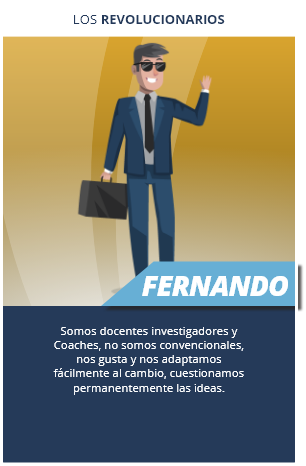 LOS REVOLUCIONARIOS
FERNANDO
Somos docentes investigadores y
Coaches, no somos convencionales,
nos gusta y nos adaptamos
fácilmente al cambio, cuestionamos
permanentemente las ideas.